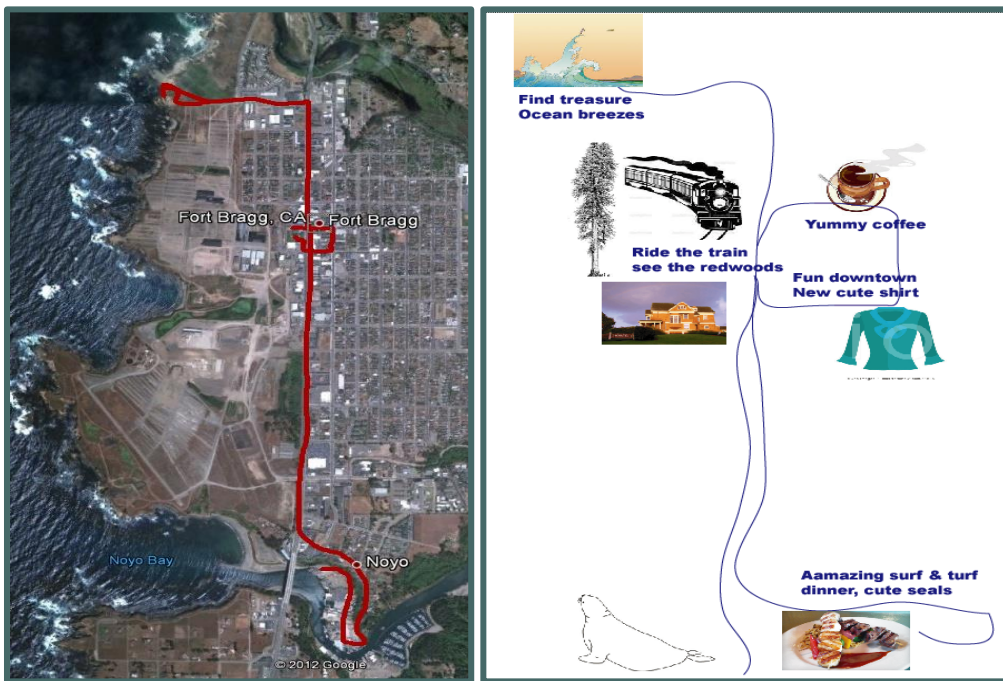 Fort Bragg, CA
Fort Bragg
Noyo Bay
Noyo
© 2012 Google
Find treasure
Ocean breezes
Yummy coffee
Ride the train
see the redwoods
Fun downtown
New cute shirt
Aamazing surf & turf
dinner, cute seals